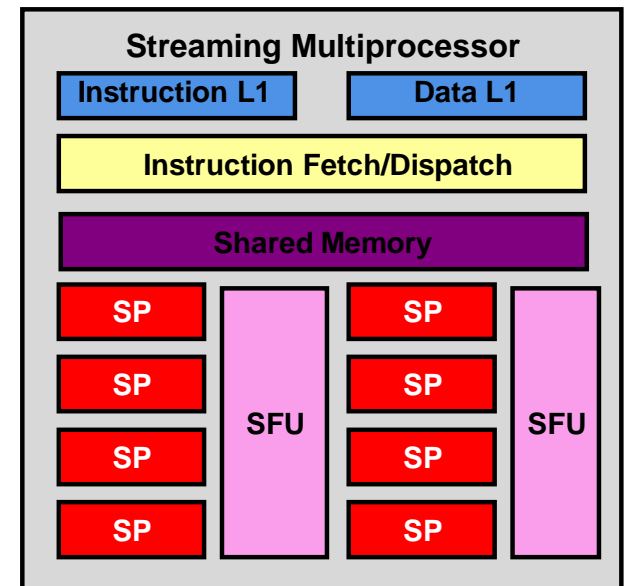 Streaming Multiprocessor
Instruction L1
Data L1
Instruction Fetch/Dispatch
Shared Memory
SP
SP
SP
SP
SFU
SP
SP
SP
SP
SFU